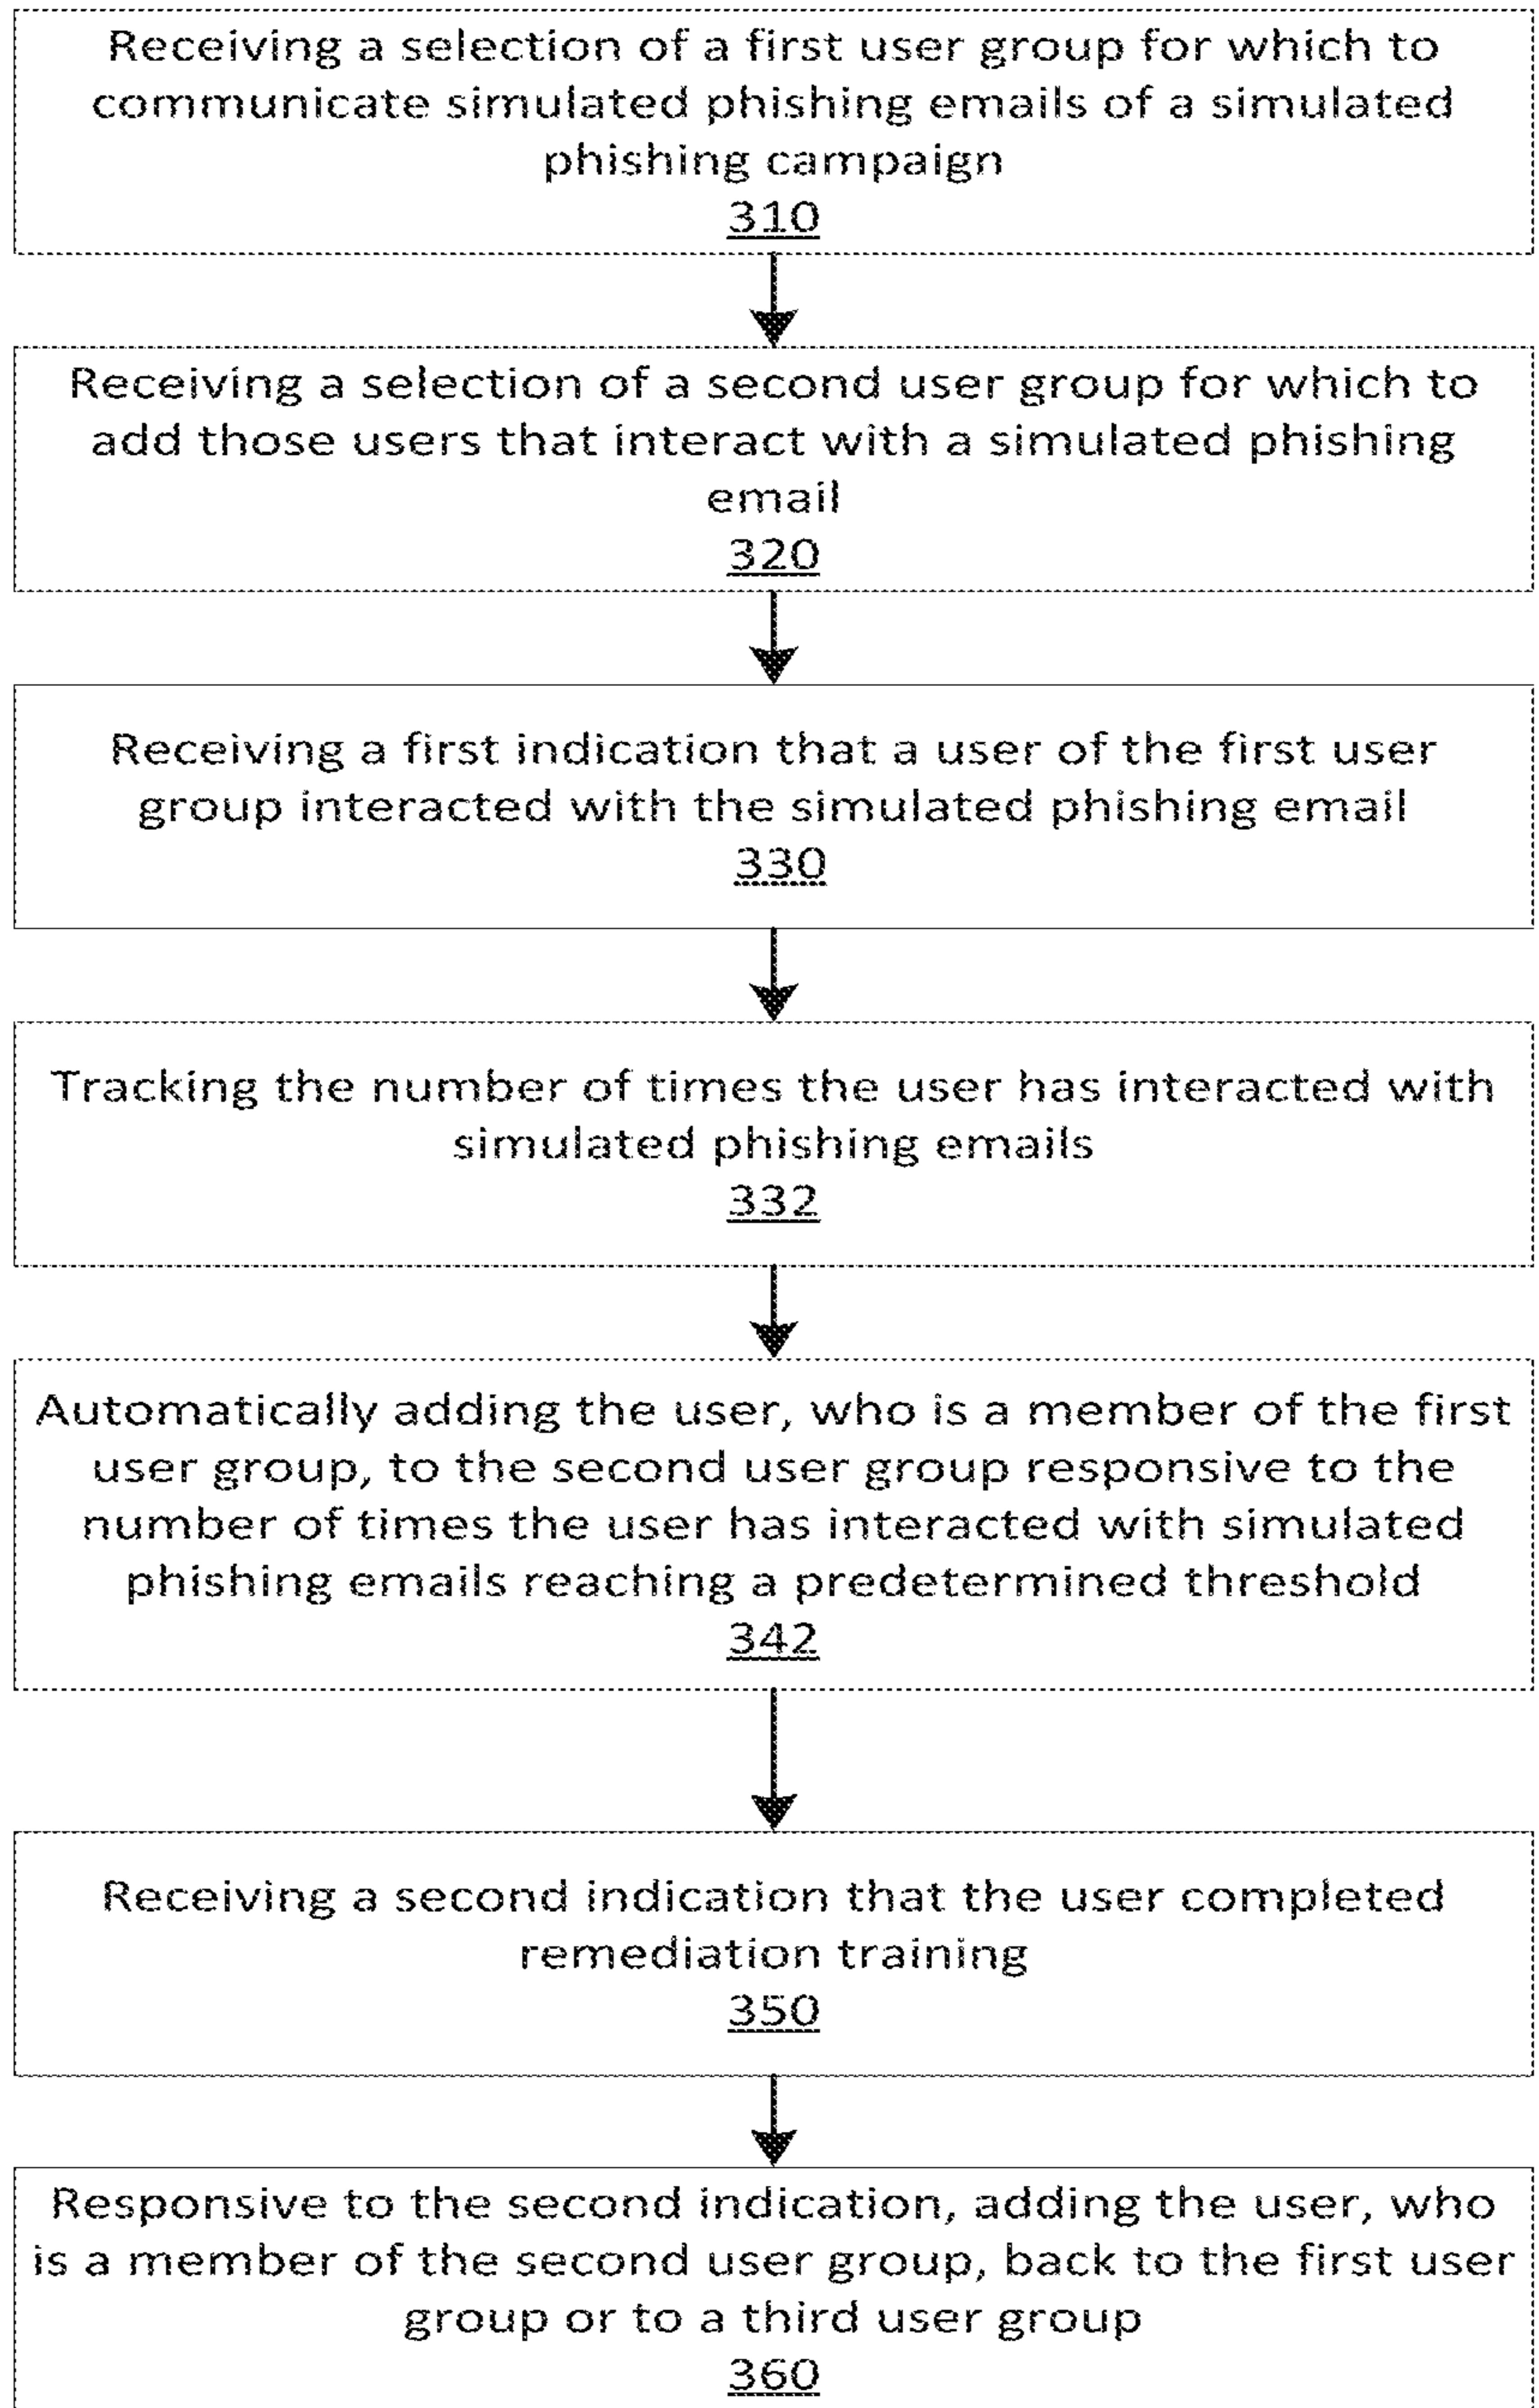 Receiving a selection of a first user group for which to
communicate simulated phishing emails of a simulated
phishing campaign
310
Receiving a selection of a second user group for which to
add those users that interact with a simulated phishing
email
320
Receiving a first indication that a user of the first user
group interacted with the simulated phishing email
330
Tracking the number of times the user has interacted with
simulated phishing emails
332
Automatically adding the user, who is a member of the first
user group, to the second user group responsive to the
number of times the user has interacted with simulated
phishing emails reaching a predetermined threshold
342
Receiving a second indication that the user completed
remediation training
350
Responsive to the second indication, adding the user, who
is a member of the second user group, back to the first user
group or to a third user group
360